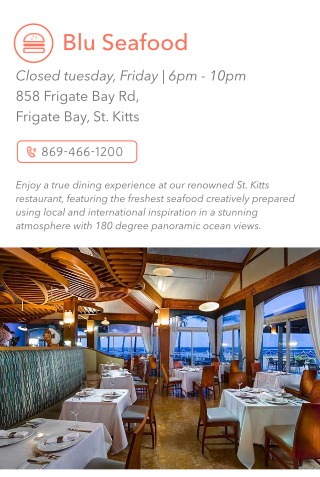 Blu Seafood
Closed tuesday, Friday | 6pm - 10pm
858 Frigate Bay Rd,
Frigate Bay, St. Kitts
869-466-1200
Enjoy a true dining experience at our renowned St. Kitts
restaurant, featuring the freshest seafood creatively prepared
using local and international inspiration in a stunning
atmosphere with 180 degree panoramic ocean views.